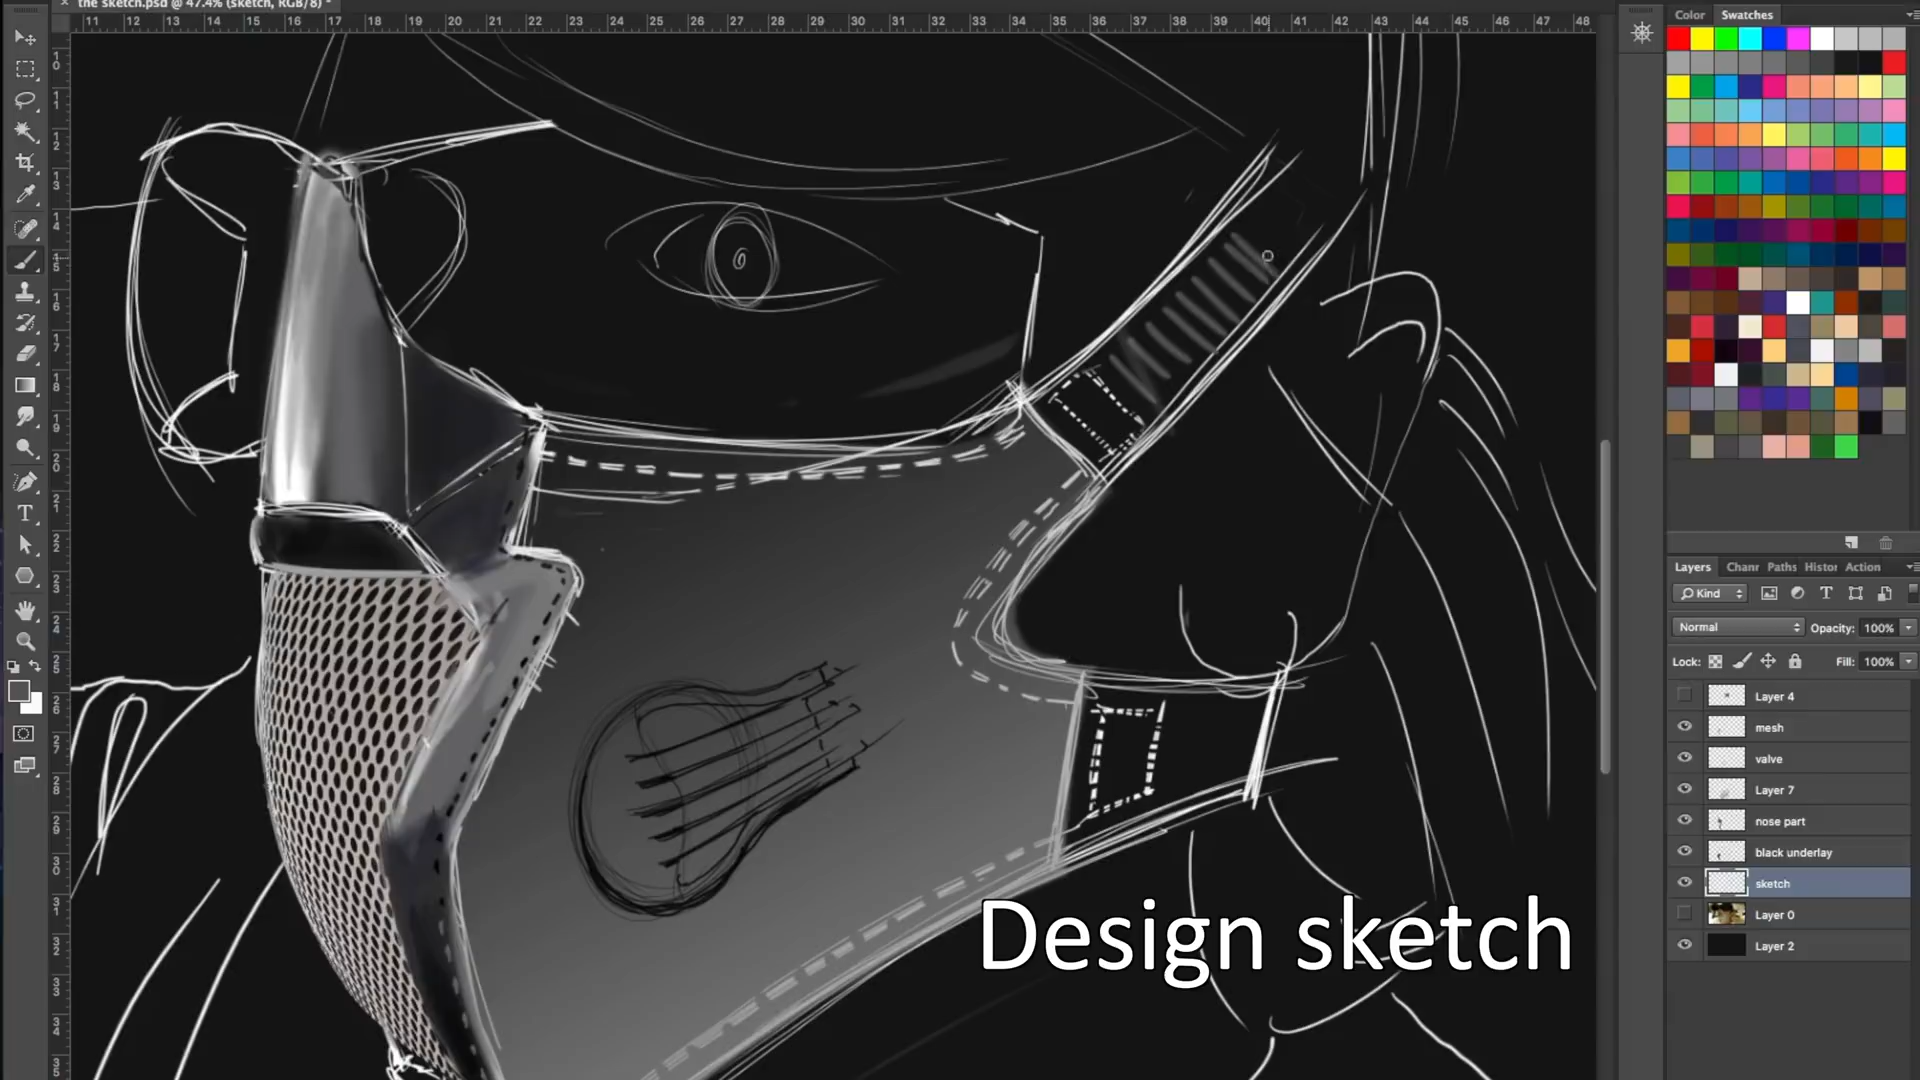 the sketch.psd @ 47.4% (sketch, RGB/8) *
11 12 13 14 15 16 17 18 19 20 21 22 23 24 25 26 27 28 29 30 31 32 33 34 35 36 37 38 39 40 41 42 43 44 45 46 47 48
Color Swatches
Layers Chanr Paths Histor Action
Kind
Normal Opacity: 100%
Lock: Fill: 100%
Layer 4
mesh
valve
Layer 7
nose part
black underlay
sketch
Layer 0
Layer 2
Design sketch